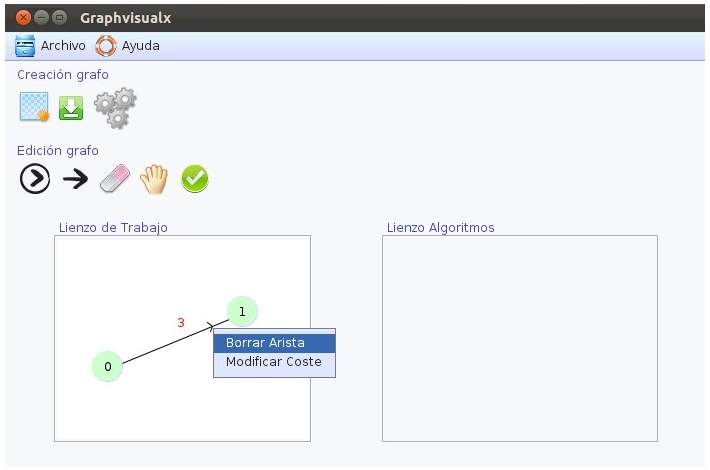 Graphvisualx
Archivo Ayuda
Creación grafo
Edición grafo
Lienzo de Trabajo Lienzo Algoritmos
1
3
Borrar Arista
Modificar Coste
0